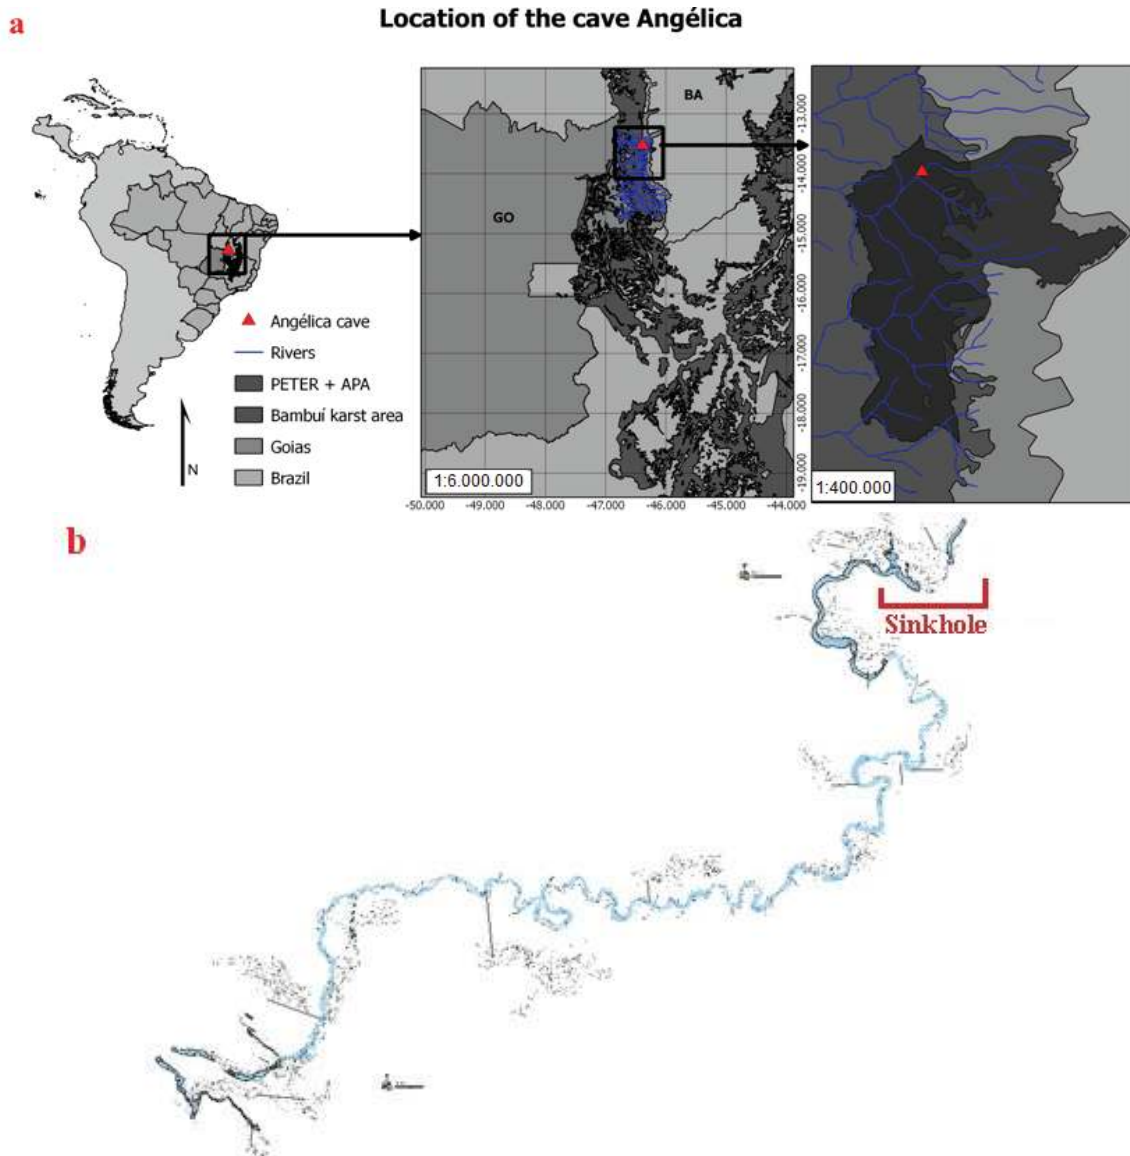 Location of the cave Angélica
a
Angélica cave
Rivers
PETER + APA
Bambuí karst area
Goias
Brazil
N
BA
GO
1:6.000.000
-50.000 -49.000 -48.000 -47.000 -46.000 -45.000 -44.000
-13.000
-14.000
-15.000
-16.000
-17.000
-18.000
-19.000
1:400.000
b
Sinkhole